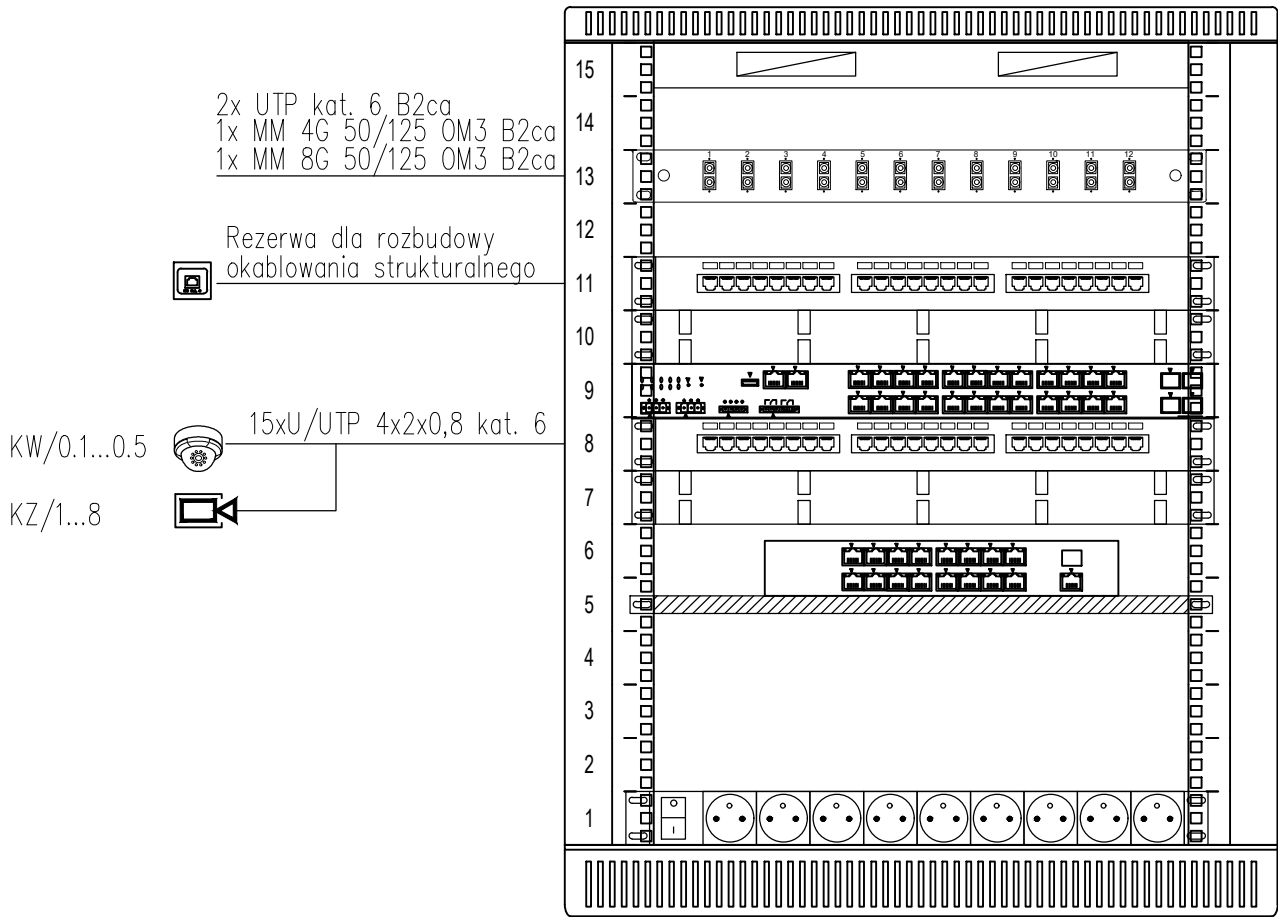 2x UTP kat. 6 B2ca
1x MM 4G 50/125 OM3 B2ca
1x MM 8G 50/125 OM3 B2ca
Rezerwa dla rozbudowy
okablowania strukturalnego
15xU/UTP 4x2x0,8 kat. 6
KW/0.1...0.5
KZ/1...8
15
14
1 2 3 4 5 6 7 8 9 10 11 12
13
12
11
10
9
8
7
6
5
4
3
2
1